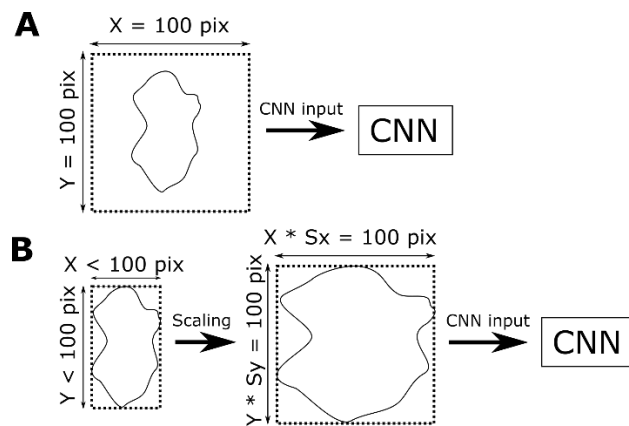 A
X = 100 pix
Y = 100 pix
CNN input
CNN
B
X < 100 pix
Y < 100 pix
Scaling
X * Sx = 100 pix
Y * Sy = 100 pix
CNN input
CNN